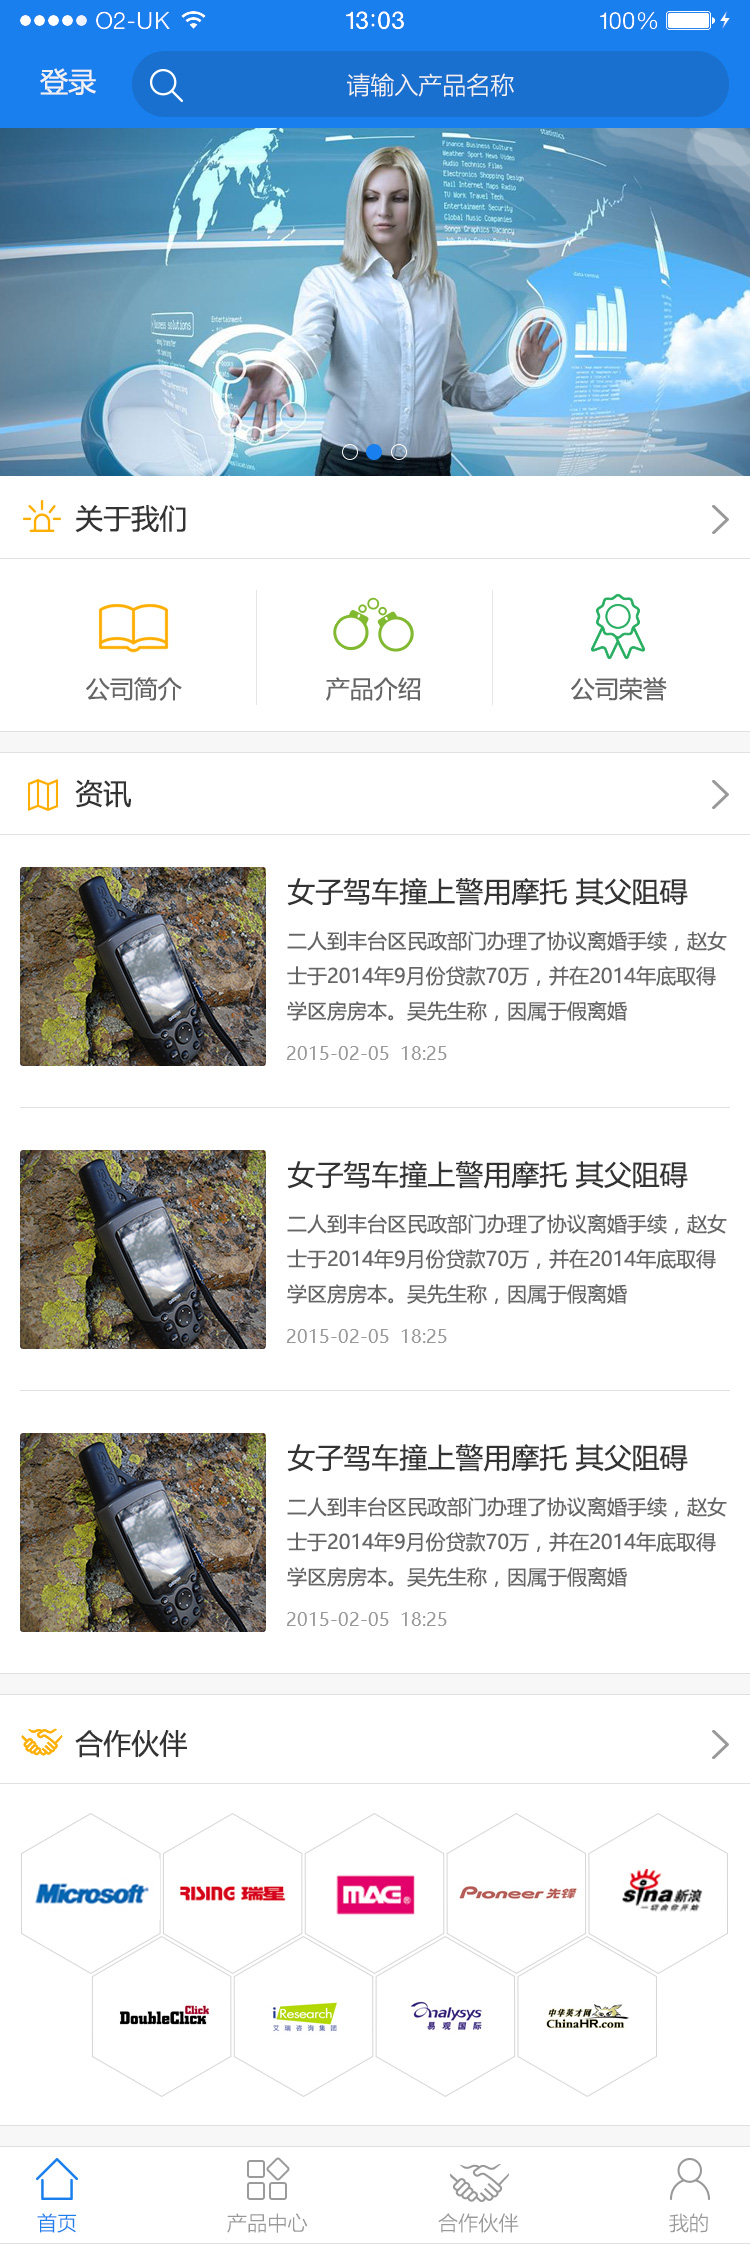 O2-UK
13:03
100%
登录
请输入产品名称
statistics
Finance Business Culture
Weather Sport News Video
Audio Technics Films
Electronics Shopping Design
Mail Internet Maps Radio
TV Work Travel Tech
Entertainment Security
Global Music Companies
Songs Graphics Vacancy
Entertainment
关于我们
公司简介
产品介绍
公司荣誉
资讯
女子驾车撞上警用摩托 其父阻碍
二人到丰台区民政部门办理了协议离婚手续，赵女
士于2014年9月份贷款70万，并在2014年底取得
学区房房本。吴先生称，因属于假离婚
2015-02-05 18:25
女子驾车撞上警用摩托 其父阻碍
二人到丰台区民政部门办理了协议离婚手续，赵女
士于2014年9月份贷款70万，并在2014年底取得
学区房房本。吴先生称，因属于假离婚
2015-02-05 18:25
女子驾车撞上警用摩托 其父阻碍
二人到丰台区民政部门办理了协议离婚手续，赵女
士于2014年9月份贷款70万，并在2014年底取得
学区房房本。吴先生称，因属于假离婚
2015-02-05 18:25
合作伙伴
Microsoft
RISING 瑞星
MAG®
Pioneer 先锋
sina新浪
一切由你开始
DoubleClick
Click
iResearch
艾瑞咨询集团
analysys
易观国际
中华英才网
ChinaHR.com
首页
产品中心
合作伙伴
我的